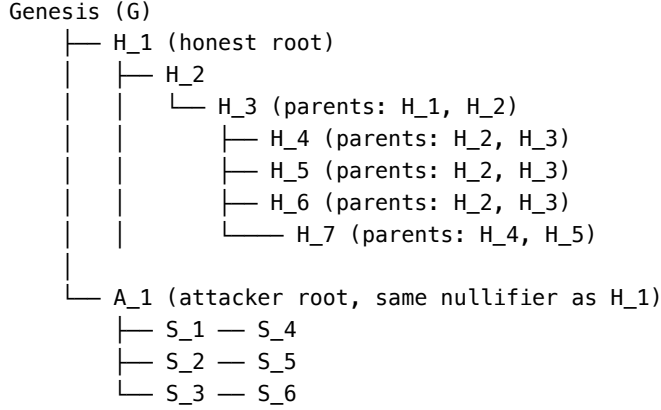 Genesis (G)
├── H_1 (honest root)
│   ├── H_2
│   │   └── H_3 (parents: H_1, H_2)
│   │       ├── H_4 (parents: H_2, H_3)
│   │       ├── H_5 (parents: H_2, H_3)
│   │       ├── H_6 (parents: H_2, H_3)
│   │       └──── H_7 (parents: H_4, H_5)
│
└── A_1 (attacker root, same nullifier as H_1)
├── S_1 — S_4
├── S_2 — S_5
└── S_3 — S_6